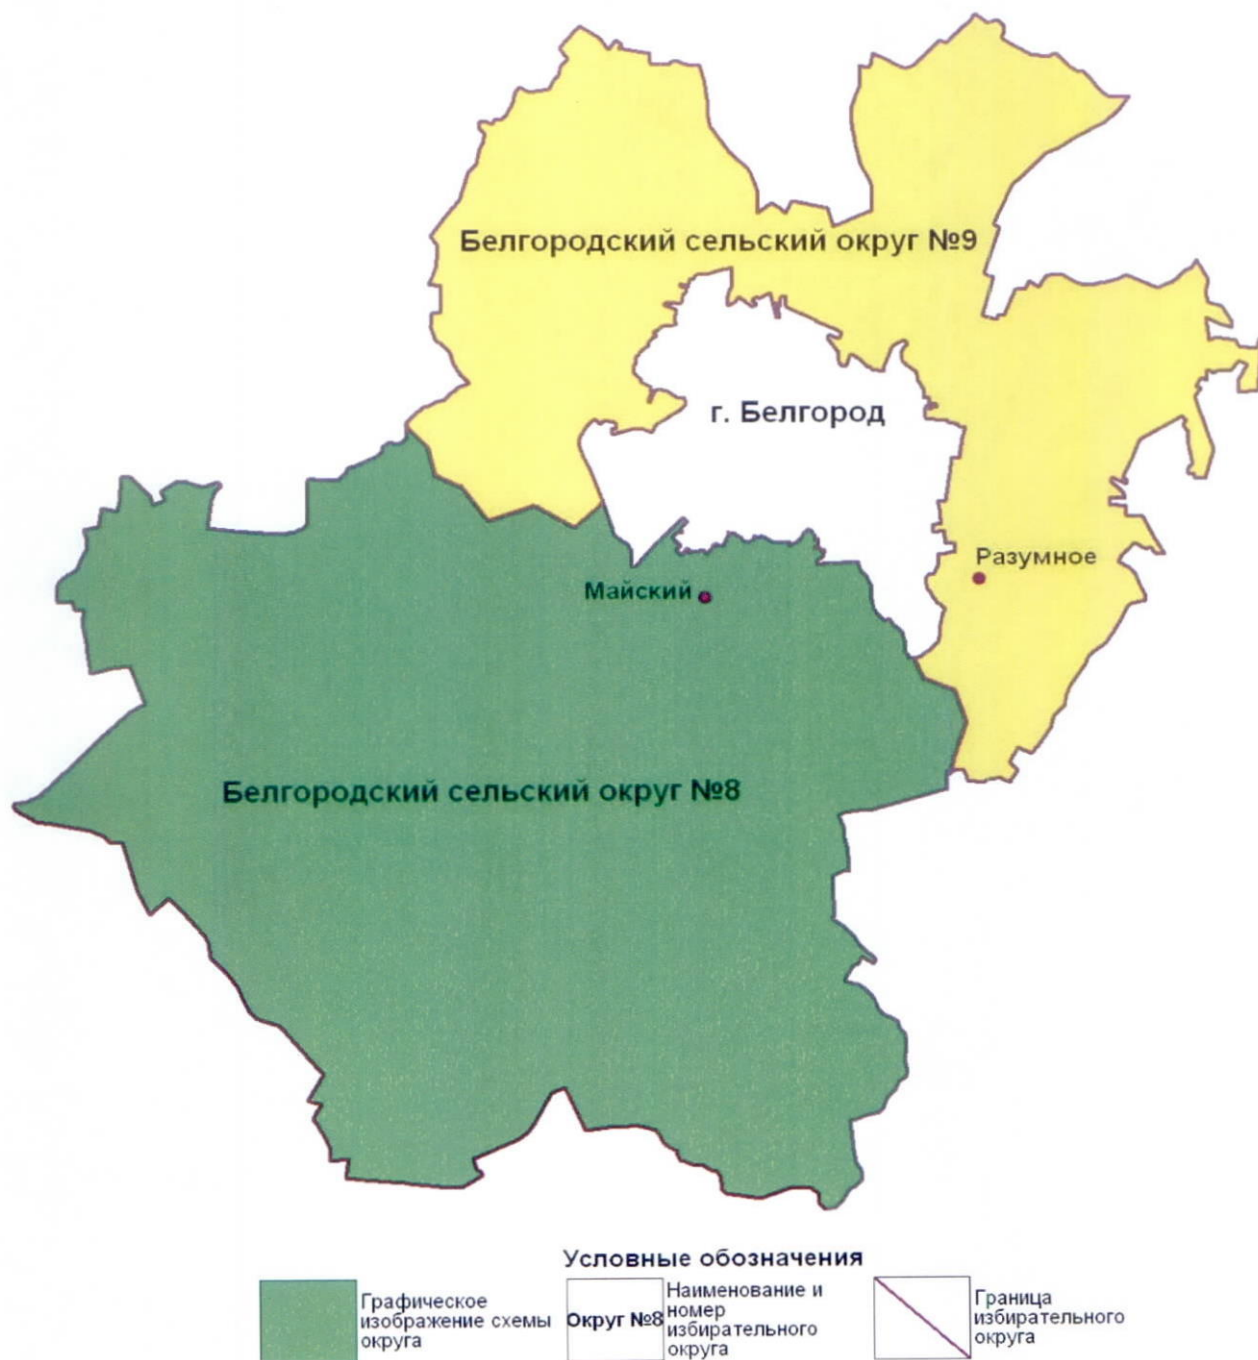 Белгородский сельский округ №9
г. Белгород
Разумное
Майский
Белгородский сельский округ №8
Условные обозначения
Графическое
изображение схемы
округа
Округ №8
Наименование и
номер
избирательного
округа
Граница
избирательного
округа